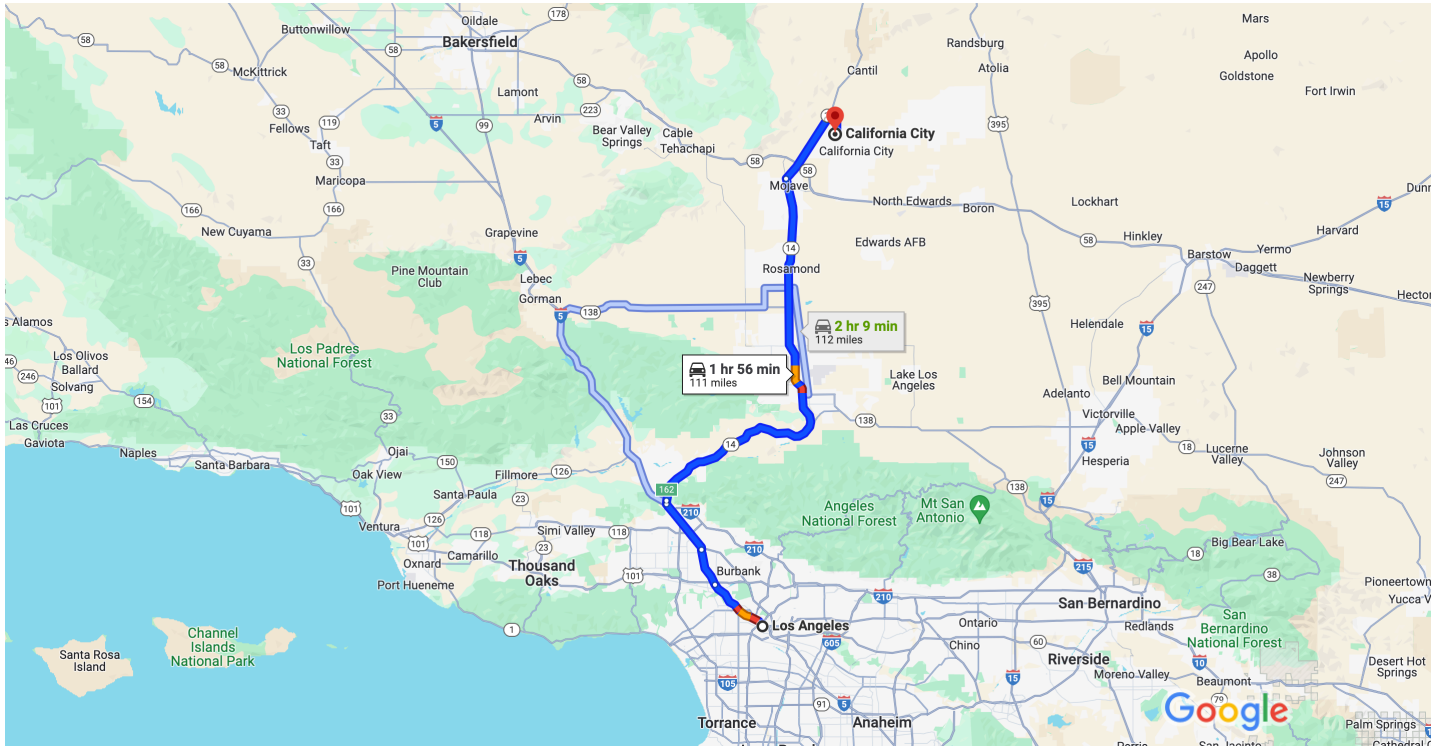 178
Oildale
Buttonwillow
Mars
58
Bakersfield
Randsburg
58
Apollo
McKittrick
58
Cantil
Atolia
Goldstone
Lamont
Fort Irwin
33
223
119
5
99
Arvin
395
Fellows
Bear Valley
Springs
Cable
California City
Taft
Tehachapi
California City
33
58
58
Maricopa
Mojave
166
166
North Edwards
Boron
Lockhart
15
New Cuyama
Grapevine
Harvard
58
Hinkley
Edwards AFB
14
Yermo
5
Barstow
33
Pine Mountain
Club
Lebec
Rosamond
Daggett
Newberry
Springs
247
Gorman
395
138
5
s Alamos
2 hr 9 min
112 miles
Helendale
15
Los Padres
National Forest
Los Olivos
Ballard
Solvang
246
1 hr 56 min
111 miles
Lake Los
Angeles
Bell Mountain
Adelanto
154
101
33
Victorville
Las Cruces
138
Apple Valley
Gaviota
14
15
18
Lucerne
Valley
Naples
Ojai
Johnson
Valley
Santa Barbara
150
Hesperia
Oak View
Fillmore
126
247
162
138
Santa Paula
23
15
101
210
Angeles
National Forest
Mt San
Antonio
126
Ventura
118
Simi Valley
118
101
23
210
Big Bear Lake
Oxnard
Camarillo
18
Thousand
Oaks
Burbank
215
101
38
Port Hueneme
Pioneertown
210
San Bernardino
Yucca V
Los Angeles
Ontario
Redlands
San
Bernardino
National Forest
1
Channel
Islands
National Park
605
60
Chino
Santa Rosa
Island
Riverside
10
Desert Hot
Springs
Moreno Valley
105
15
Beaumont
79
91
5
Google
Torrance
Anaheim
Palm Springs